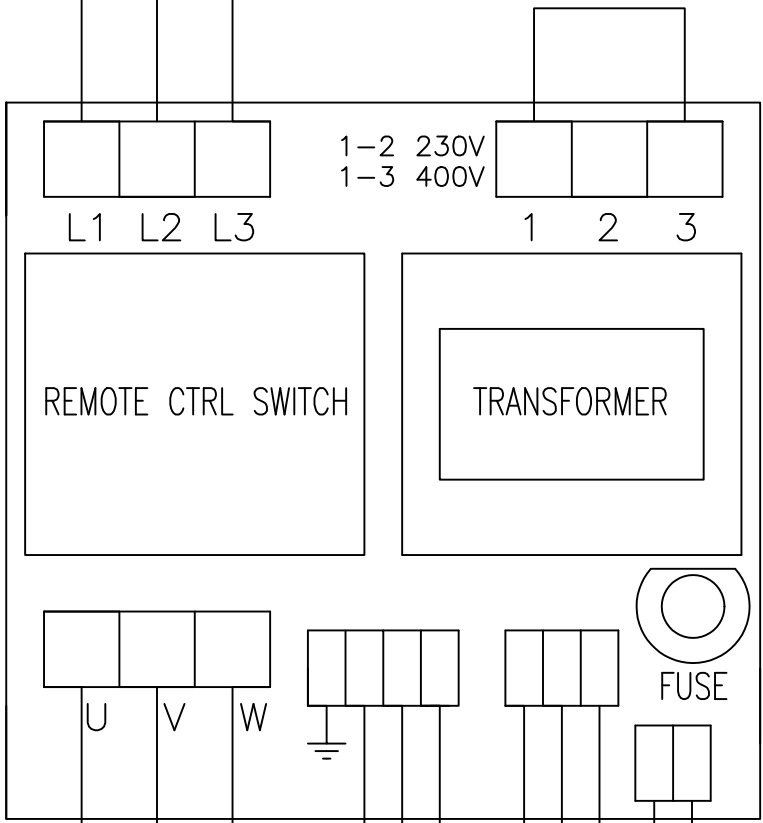 1-2 230V
1-3 400V
L1 L2 L3
1 2 3
REMOTE CTRL SWITCH
TRANSFORMER
FUSE
U V W